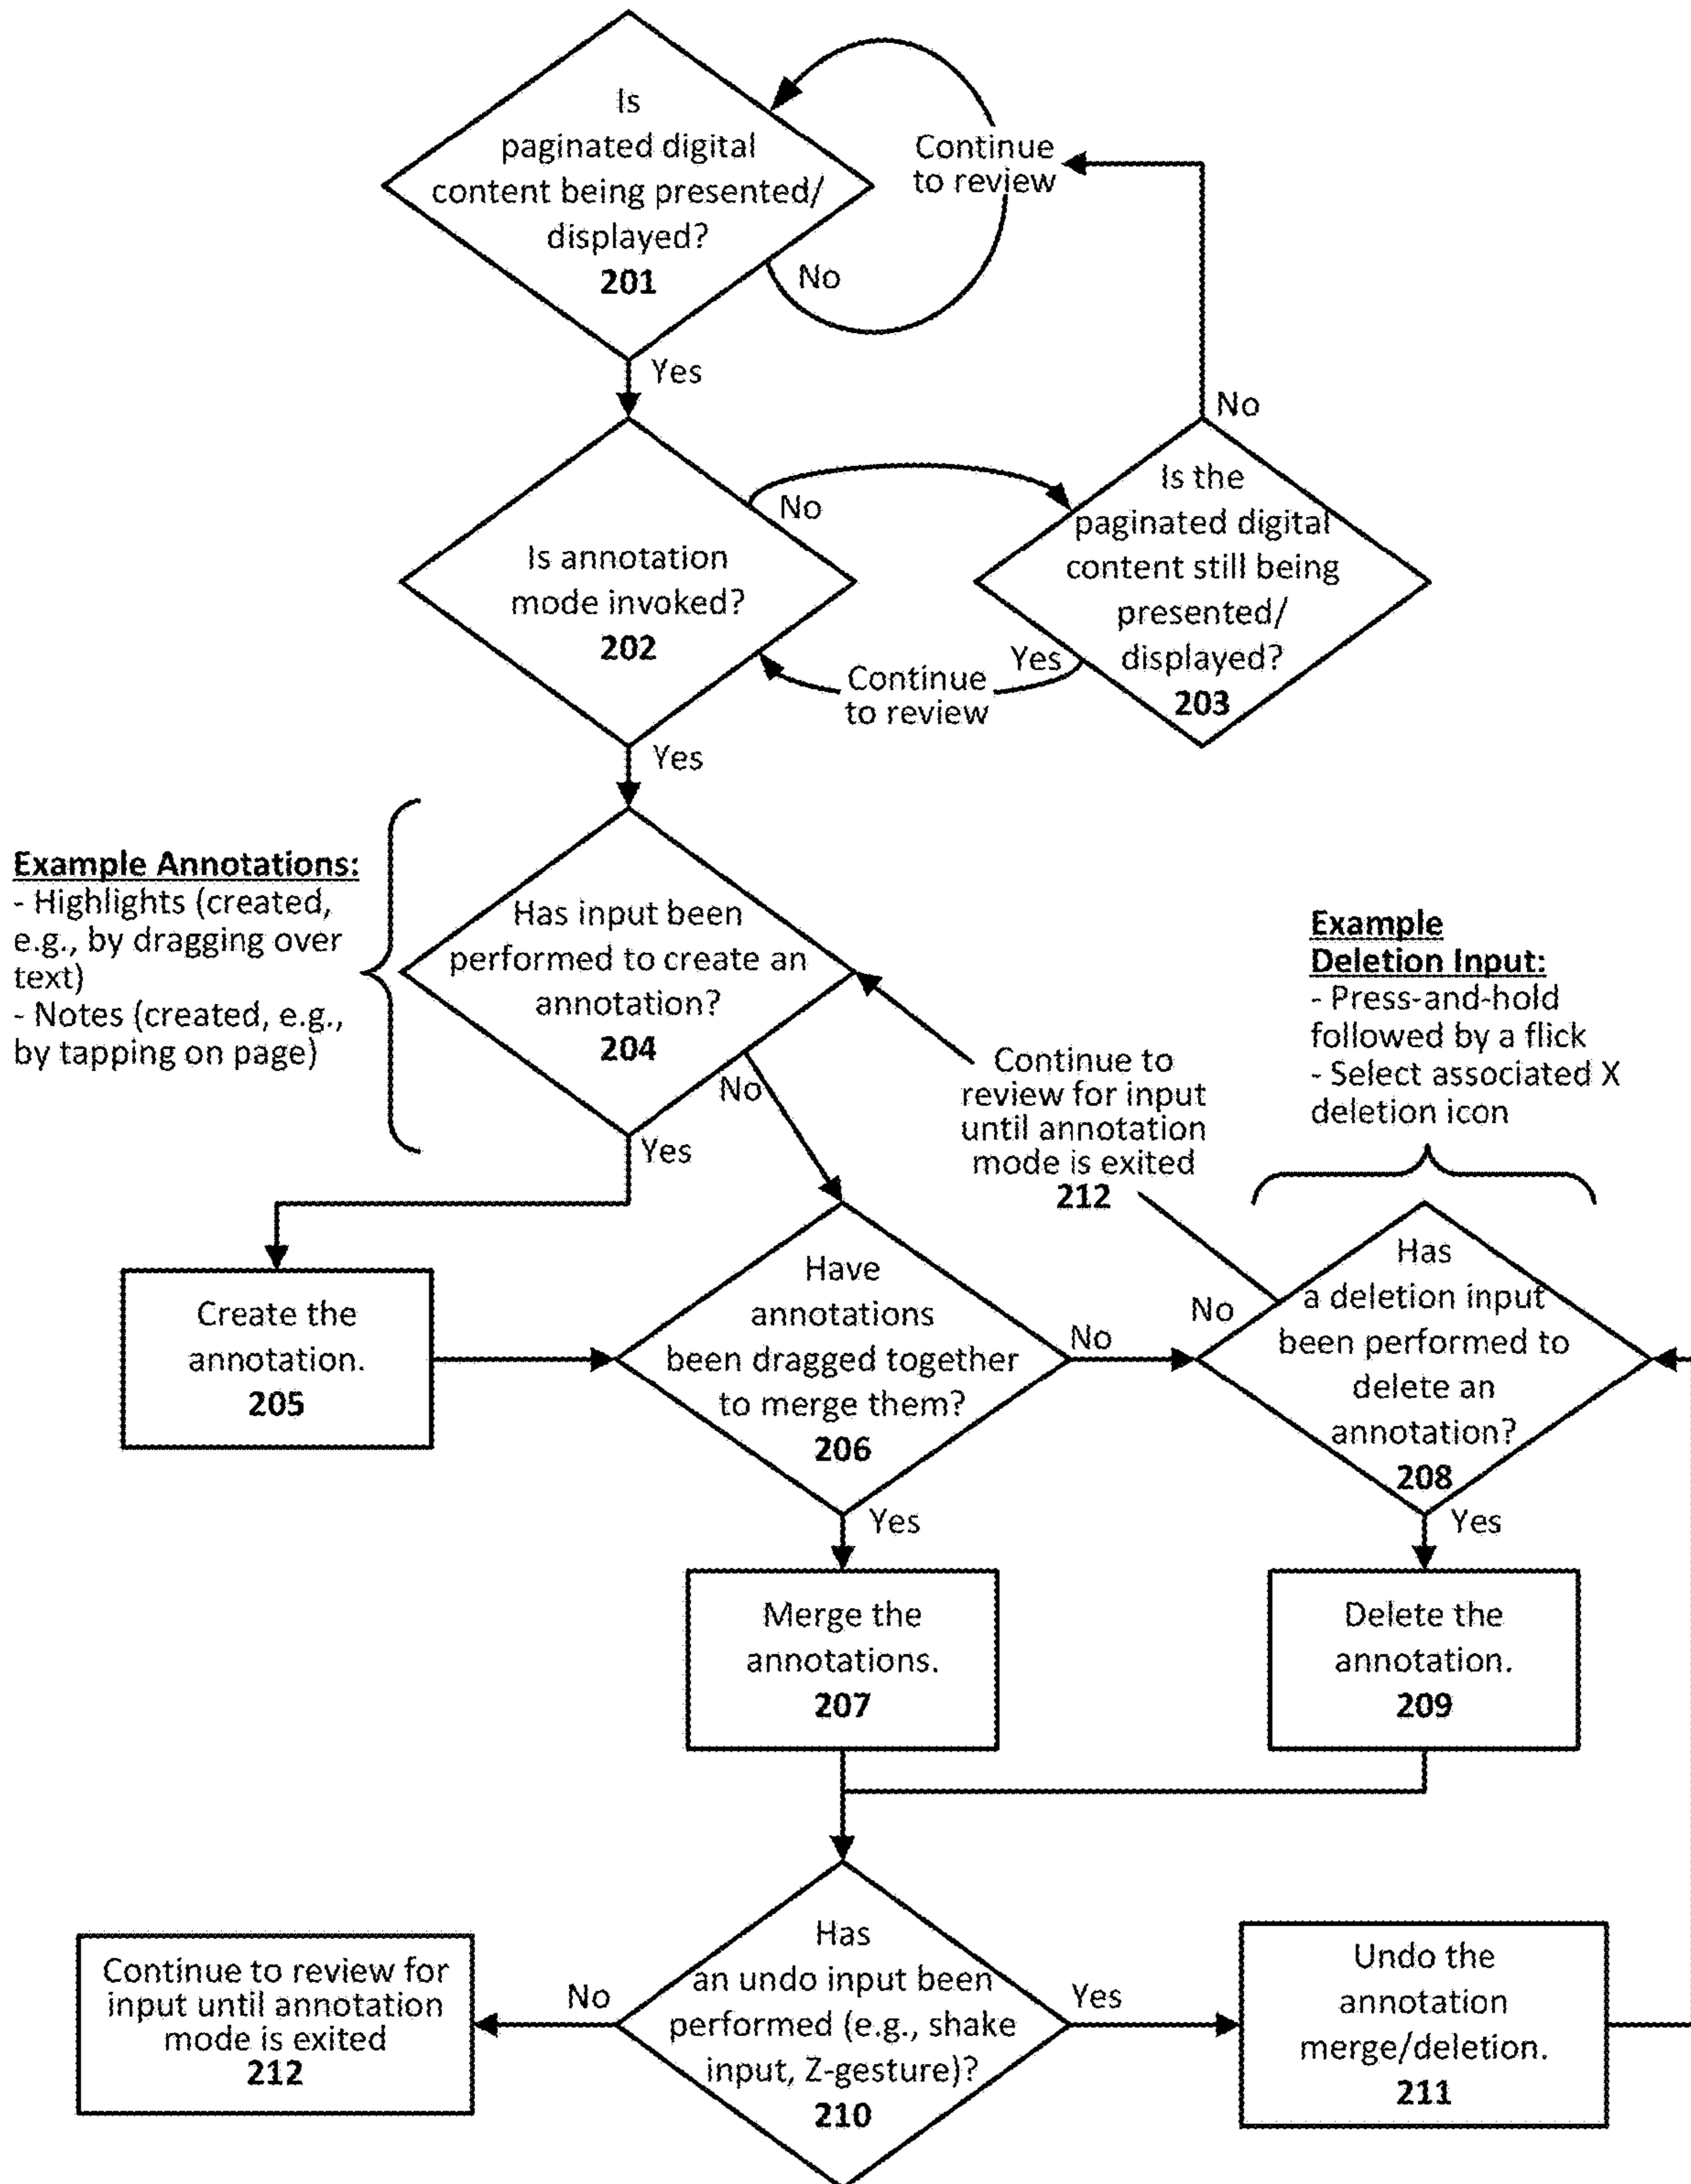 Is
paginated digital
content being presented/
displayed?
201
Continue
to review
No
Yes
No
Is the
paginated digital
content still being
presented/
displayed?
203
No
Is annotation
mode invoked?
202
Yes
Continue
to review
Yes
Example Annotations:
- Highlights (created,
e.g., by dragging over
text)
- Notes (created, e.g.,
by tapping on page)
Has input been
performed to create an
annotation?
204
No
Yes
Continue to
review for input
until annotation
mode is exited
212
Example
Deletion Input:
- Press-and-hold
followed by a flick
- Select associated X
deletion icon
Create the
annotation.
205
Have
annotations
been dragged together
to merge them?
206
No
Yes
No
Has
a deletion input
been performed to
delete an
annotation?
208
Yes
Merge the
annotations.
207
Delete the
annotation.
209
Continue to review for
input until annotation
mode is exited
212
No
Has
an undo input been
performed (e.g., shake
input, Z-gesture)?
210
Yes
Undo the
annotation
merge/deletion.
211